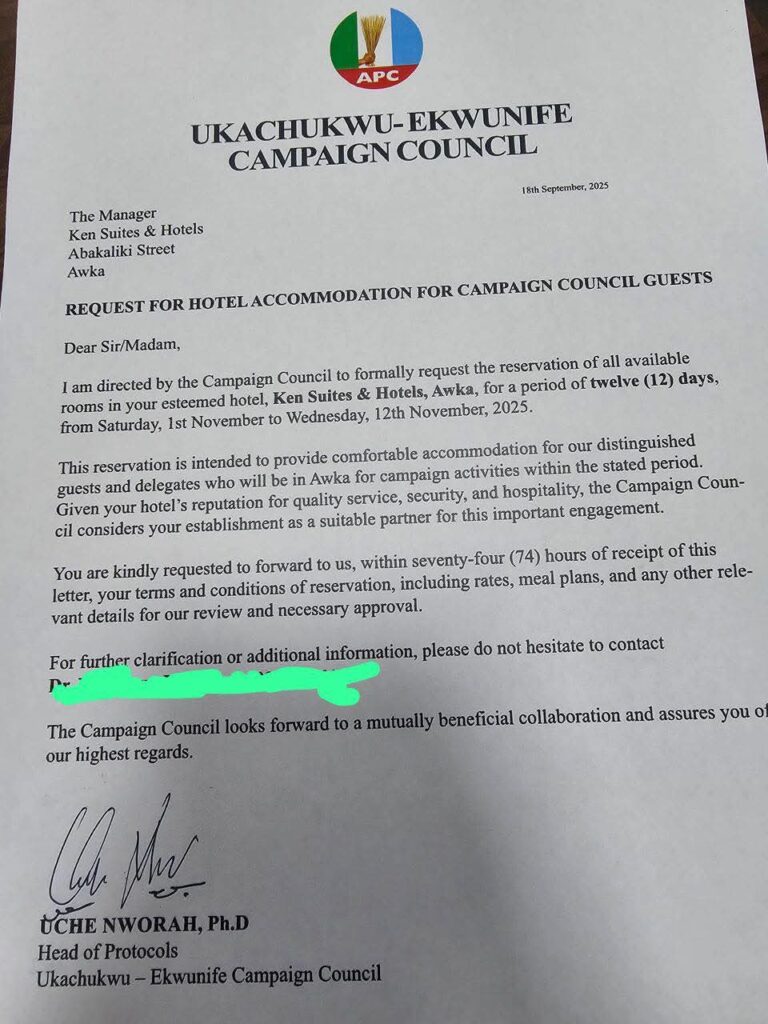 APC
UKACHUKWU-EKWUNIFE
CAMPAIGN COUNCIL
18th September, 2025
The Manager
Ken Suites & Hotels
Abakaliki Street
Awka
REQUEST FOR HOTEL ACCOMMODATION FOR CAMPAIGN COUNCIL GUESTS
Dear Sir/Madam,
I am directed by the Campaign Council to formally request the reservation of all available
rooms in your esteemed hotel, Ken Suites & Hotels, Awka, for a period of twelve (12) days,
from Saturday, 1st November to Wednesday, 12th November, 2025.
This reservation is intended to provide comfortable accommodation for our distinguished
guests and delegates who will be in Awka for campaign activities within the stated period.
Given your hotel's reputation for quality service, security, and hospitality, the Campaign Coun-
cil considers your establishment as a suitable partner for this important engagement.
You are kindly requested to forward to us, within seventy-four (74) hours of receipt of this
letter, your terms and conditions of reservation, including rates, meal plans, and any other rele-
vant details for our review and necessary approval.
For further clarification or additional information, please do not hesitate to contact
Dr.
The Campaign Council looks forward to a mutually beneficial collaboration and assures you of
our highest regards.
UCHE NWORAH, Ph.D
Head of Protocols
Ukachukwu – Ekwunife Campaign Council